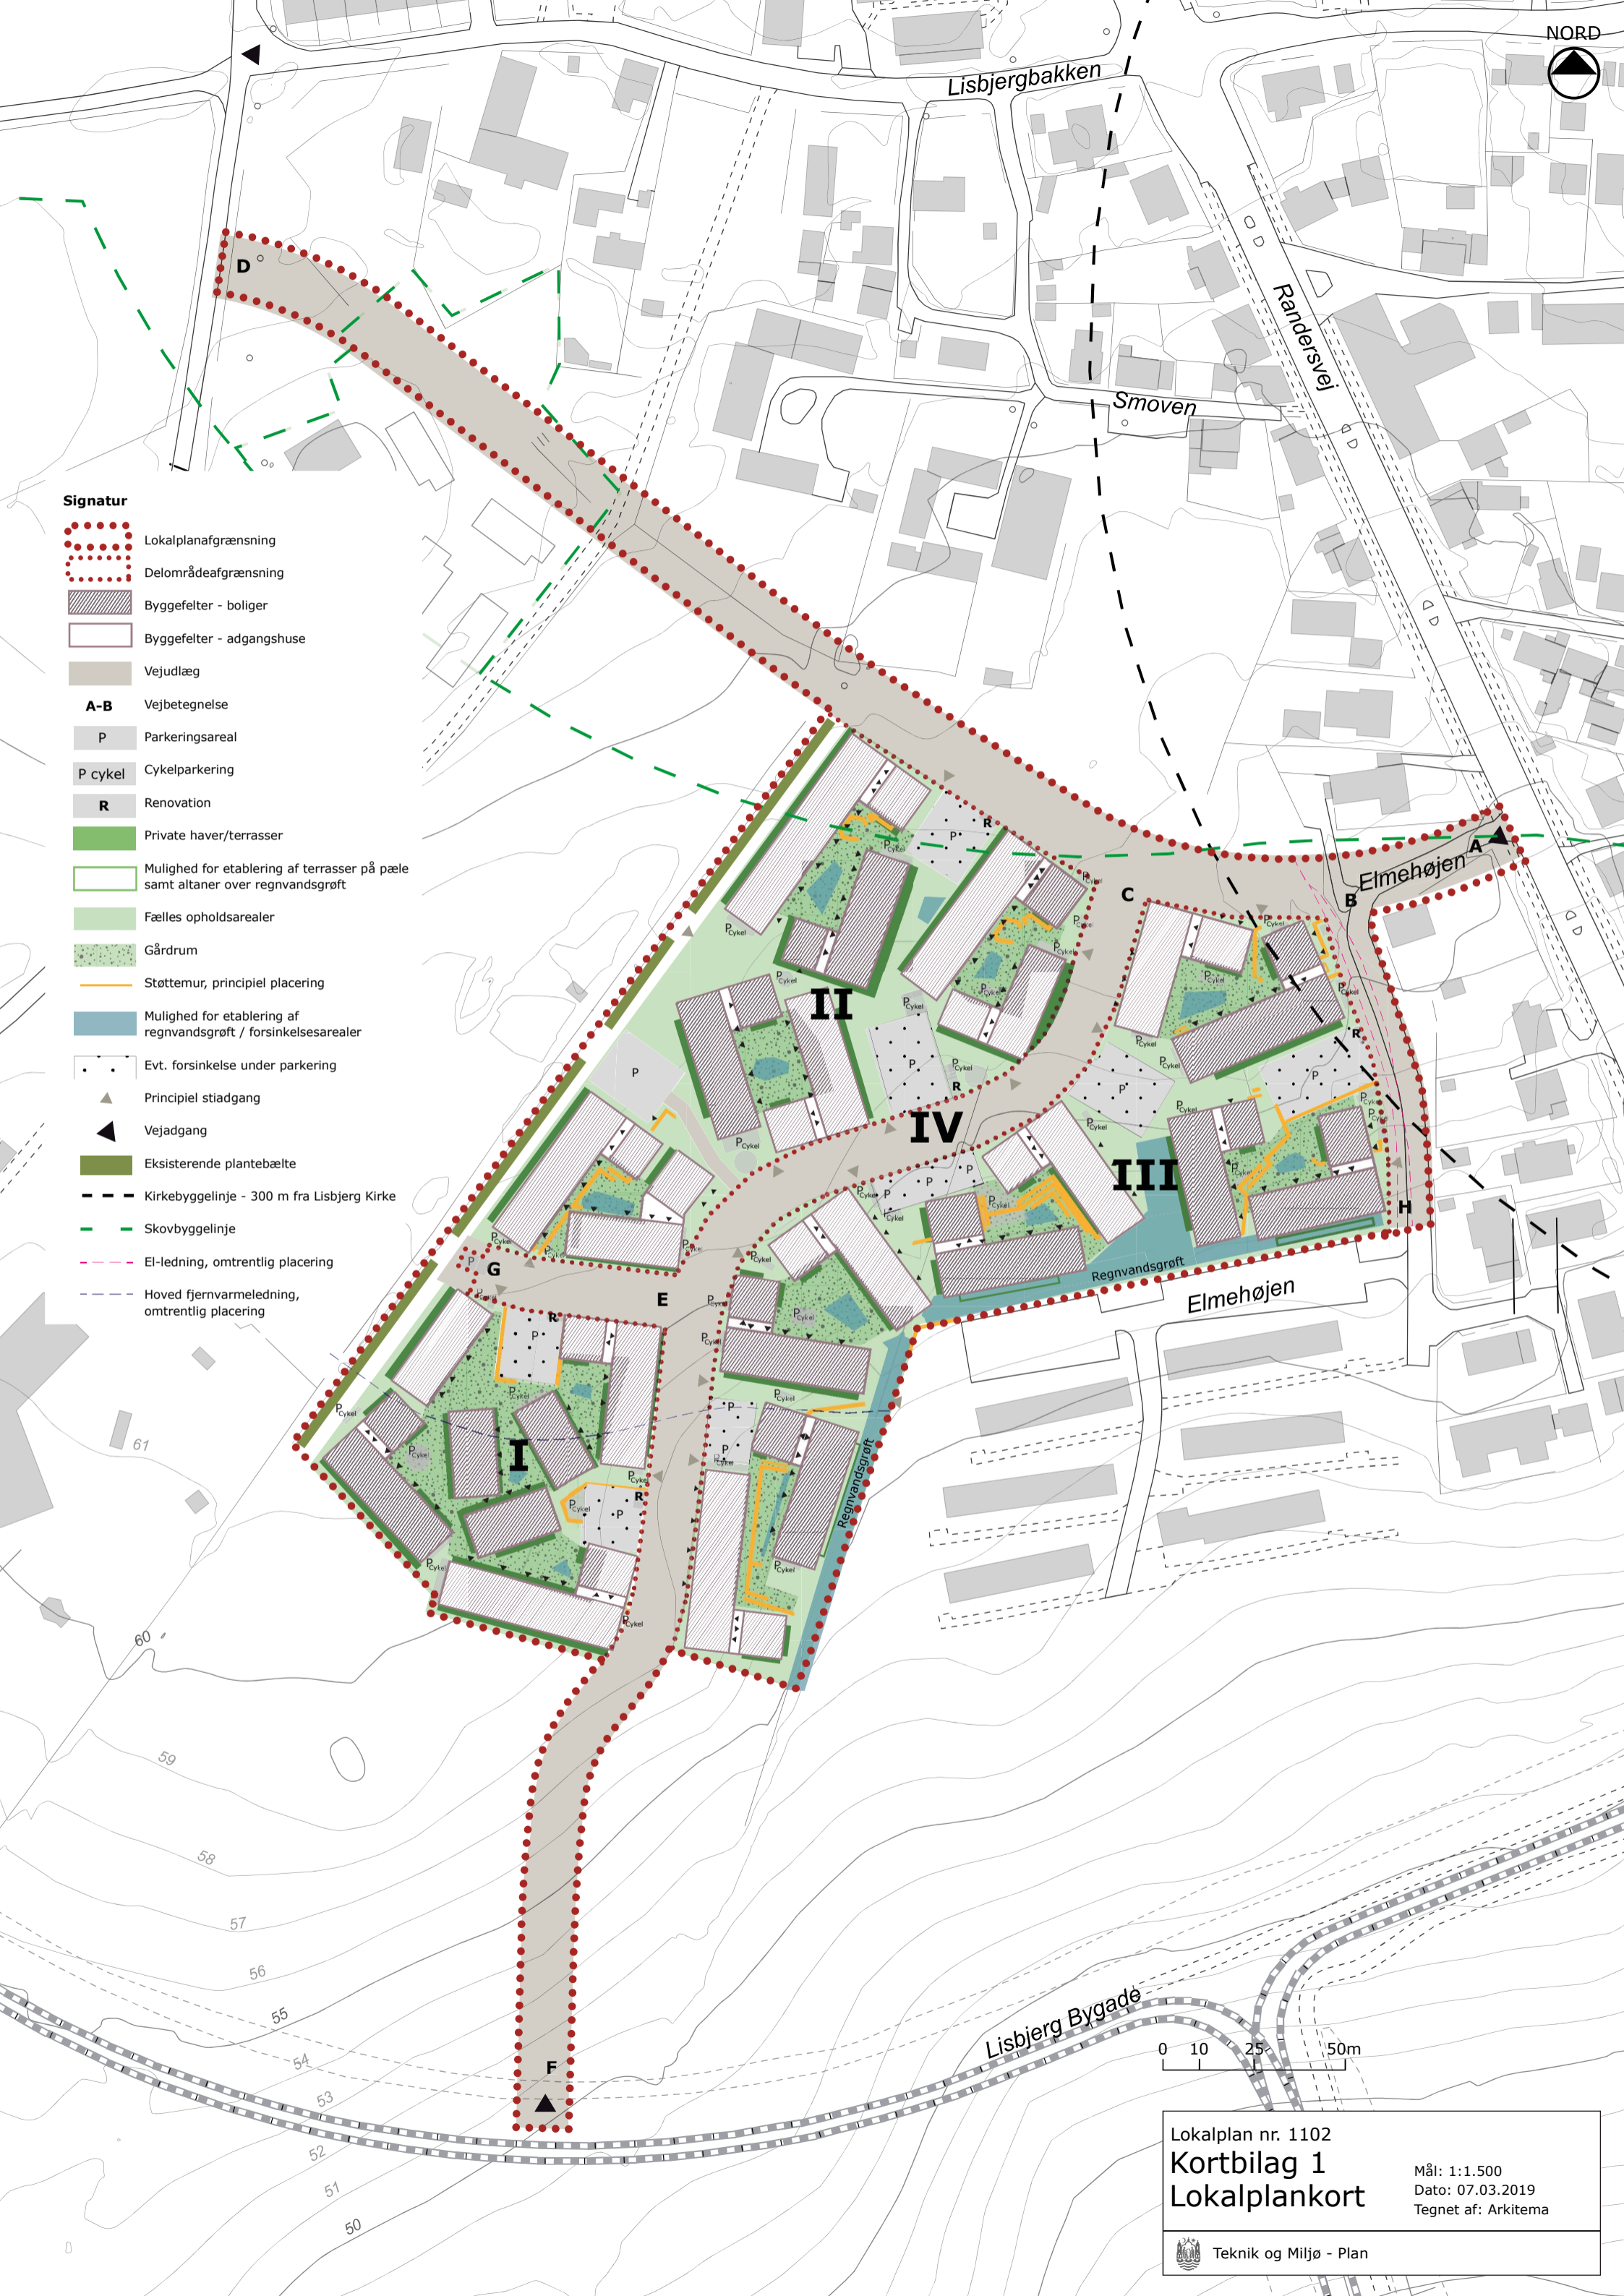 NORD
Lisbjergbakken
Randersvej
Smoven
D
Signatur
Lokalplanafgrænsning
Delområdeafgrænsning
Byggefelter - boliger
Byggefelter - adgangshuse
Vejudlæg
A-B Vejbetegnelse
P Parkeringsareal
P cykel Cykelparkering
R Renovation
Private haver/terrasser
Mulighed for etablering af terrasser på pæle
samt altaner over regnvandsgrøft
Fælles opholdsarealer
Gårdrum
Støttemur, principiel placering
Mulighed for etablering af
regnvandsgrøft / forsinkelsesarealer
Evt. forsinkelse under parkering
Principiel stiadgang
Vejadgang
Eksisterende plantebælte
Kirkebyggelinje - 300 m fra Lisbjerg Kirke
Skovbyggelinje
El-ledning, omtrentlig placering
Hoved fjernvarmeledning,
omtrentlig placering
A
Elmehøjen
B
C
P
R
P Cykel
II
IV
III
H
G
E
I
Regnvandsgrøft
Elmehøjen
Regnvandsgrøft
61
60
59
58
57
56
55
54
53
52
51
50
F
Lisbjerg Bygade
0 10 25 50m
Lokalplan nr. 1102
Kortbilag 1
Lokalplankort
Mål: 1:1.500
Dato: 07.03.2019
Tegnet af: Arkitema
Teknik og Miljø - Plan